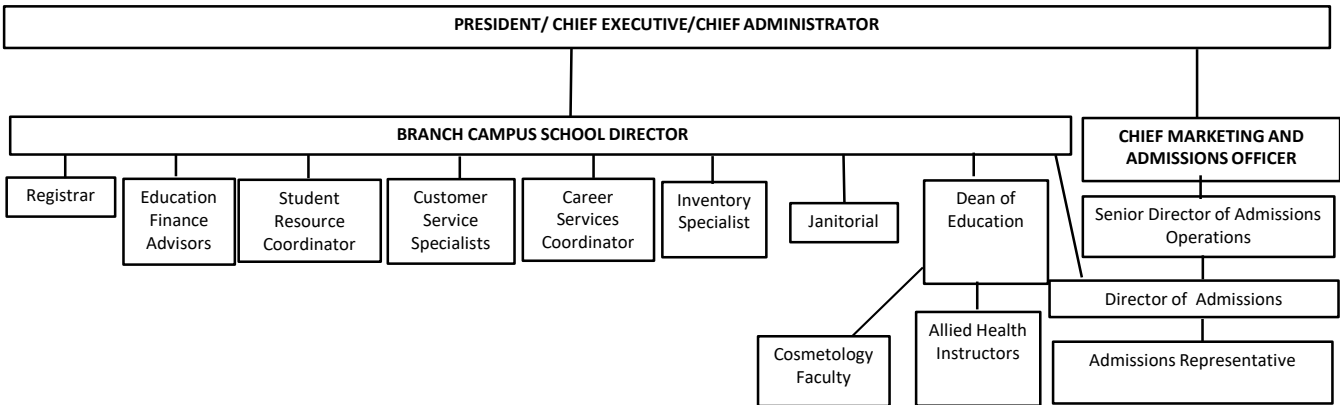 PRESIDENT/ CHIEF EXECUTIVE/CHIEF ADMINISTRATOR
BRANCH CAMPUS SCHOOL DIRECTOR
CHIEF MARKETING AND
ADMISSIONS OFFICER
Registrar
Education
Finance
Advisors
Student
Resource
Coordinator
Customer
Service
Specialists
Career
Services
Coordinator
Inventory
Specialist
Janitorial
Dean of
Education
Senior Director of Admissions
Operations
Director of Admissions
Cosmetology
Faculty
Allied Health
Instructors
Admissions Representative